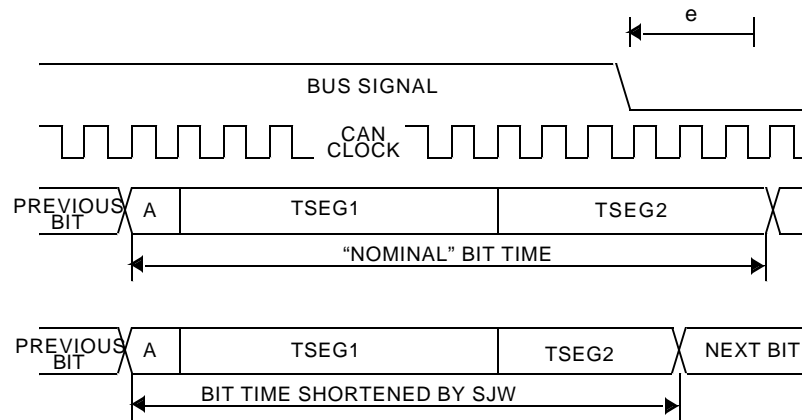 e
BUS SIGNAL
CAN
CLOCK
PREVIOUS
BIT
A
TSEG1
TSEG2
“NOMINAL” BIT TIME
PREVIOUS
BIT
A
TSEG1
TSEG2
NEXT BIT
BIT TIME SHORTENED BY SJW